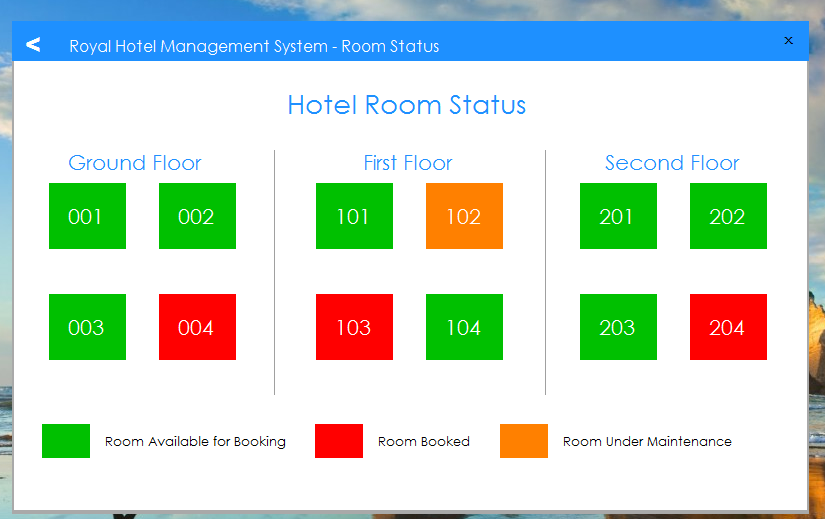 < Royal Hotel Management System - Room Status x
Hotel Room Status
Ground Floor First Floor Second Floor
001 002 101 102 201 202
003 004 103 104 203 204
Room Available for Booking Room Booked Room Under Maintenance